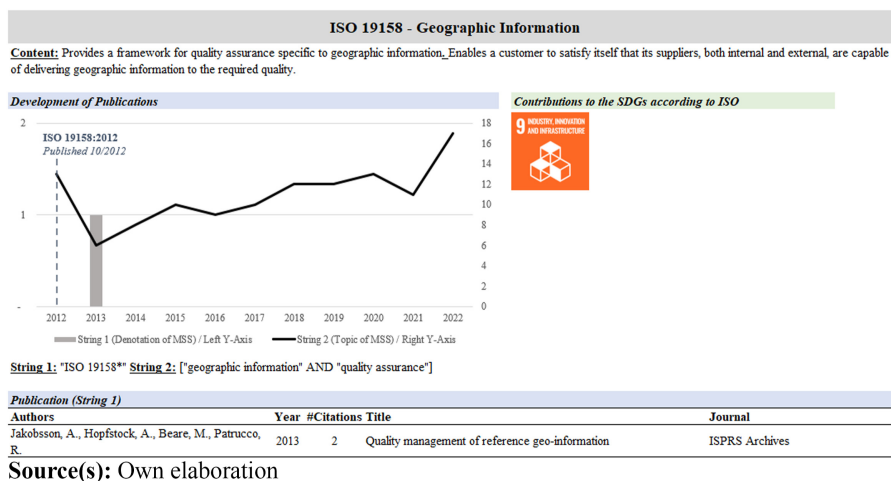 ISO 19158 - Geographic Information
Content: Provides a framework for quality assurance specific to geographic information. Enables a customer to satisfy itself that its suppliers, both internal and external, are capable
of delivering geographic information to the required quality.
Development of Publications
Contributions to the SDGs according to ISO
2
1
-
ISO 19158:2012
Published 10/2012
18
16
14
12
10
8
6
4
2
0
2012 2013 2014 2015 2016 2017 2018 2019 2020 2021 2022
String 1 (Denotation of MSS) / Left Y-Axis
String 2 (Topic of MSS) / Right Y-Axis
9 INDUSTRY, INNOVATION
AND INFRASTRUCTURE
String 1: "ISO 19158*" String 2: ["geographic information" AND "quality assurance"]
Publication (String 1)
Authors Year #Citations Title Journal
Jakobsson, A., Hopfstock, A., Beare, M., Patrucco,
R.
2013 2 Quality management of reference geo-information ISPRS Archives
Source(s): Own elaboration